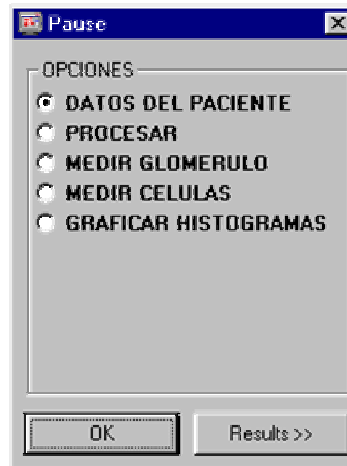 Pause
OPCIONES
DATOS DEL PACIENTE
PROCESAR
MEDIR GLOMERULO
MEDIR CELULAS
GRAFICAR HISTOGRAMAS
OK
Results >>